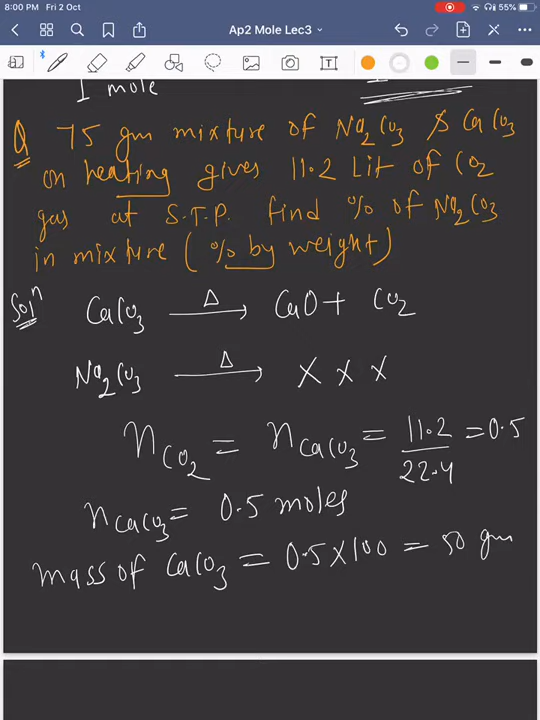 8:00 PM Fri 2 Oct 55%
Ap2 Mole Lec3
1 mole
Q 75 gm mixture of Na₂CO₃ & CaCO₃
on heating gives 11.2 Lit of CO₂
gas at S.T.P. find % of Na₂CO₃
in mixture (% by weight)
Solⁿ CaCO₃ —Δ→ CaO + CO₂
Na₂CO₃ —Δ→ X X X
n_CO₂ = n_CaCO₃ = 11.2/22.4 = 0.5
n_CaCO₃ = 0.5 moles
mass of CaCO₃ = 0.5 X 100 = 50 gm